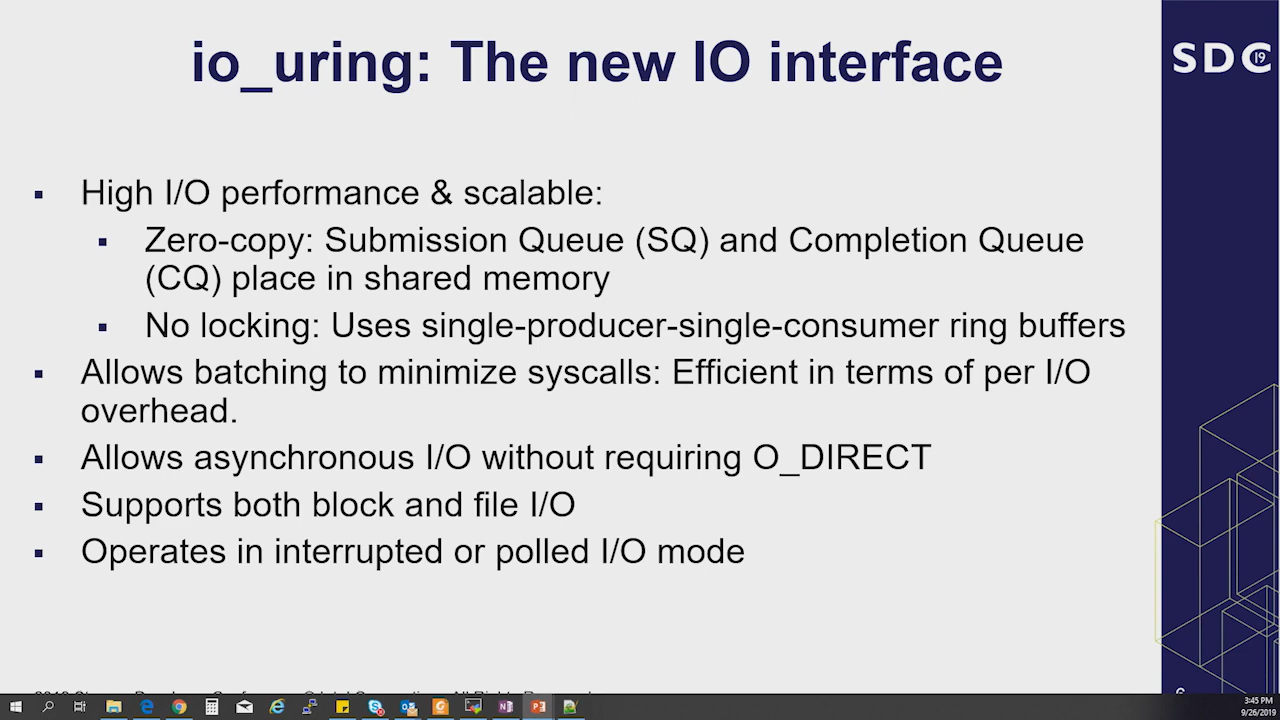 io_uring: The new IO interface
SDC 19
▪ High I/O performance & scalable:
▪ Zero-copy: Submission Queue (SQ) and Completion Queue
(CQ) place in shared memory
▪ No locking: Uses single-producer-single-consumer ring buffers
▪ Allows batching to minimize syscalls: Efficient in terms of per I/O
overhead.
▪ Allows asynchronous I/O without requiring O_DIRECT
▪ Supports both block and file I/O
▪ Operates in interrupted or polled I/O mode
3:45 PM
9/26/2019